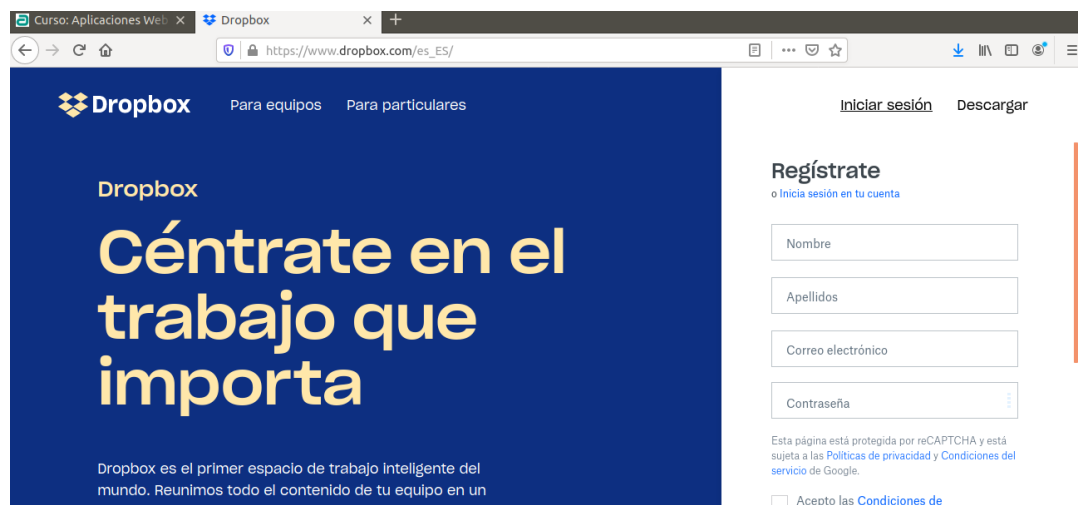 Curso: Aplicaciones Web
Dropbox
https://www.dropbox.com/es_ES/
Dropbox
Para equipos
Para particulares
Iniciar sesión
Descargar
Dropbox
Céntrate en el
trabajo que
importa
Dropbox es el primer espacio de trabajo inteligente del
mundo. Reunimos todo el contenido de tu equipo en un
Regístrate
o Inicia sesión en tu cuenta
Nombre
Apellidos
Correo electrónico
Contraseña
Esta página está protegida por reCAPTCHA y está
sujeta a las Políticas de privacidad y Condiciones del
servicio de Google.
Acepto las Condiciones de